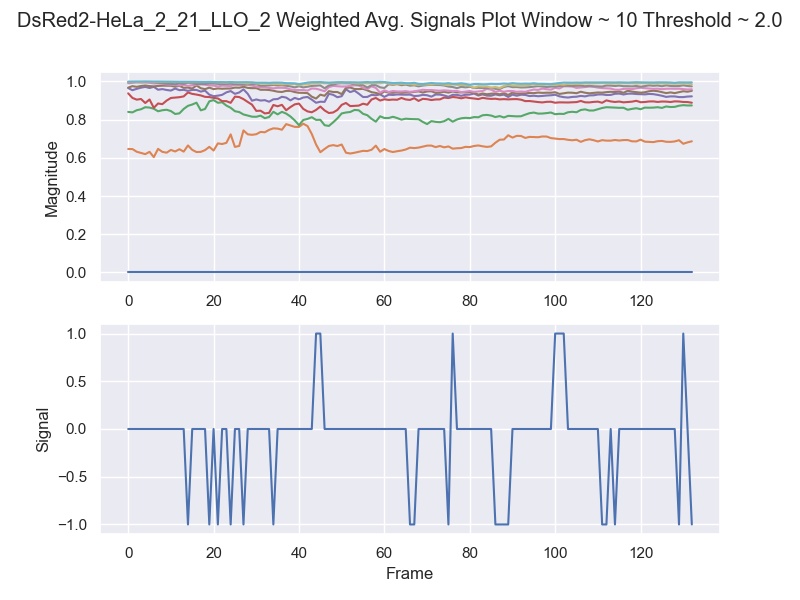 DsRed2-HeLa_2_21_LLO_2 Weighted Avg. Signals Plot Window ~ 10 Threshold ~ 2.0
1.0
0.8
0.6
0.4
0.2
0.0
Magnitude
0 20 40 60 80 100 120
1.0
0.5
0.0
−0.5
−1.0
Signal
0 20 40 60 80 100 120
Frame